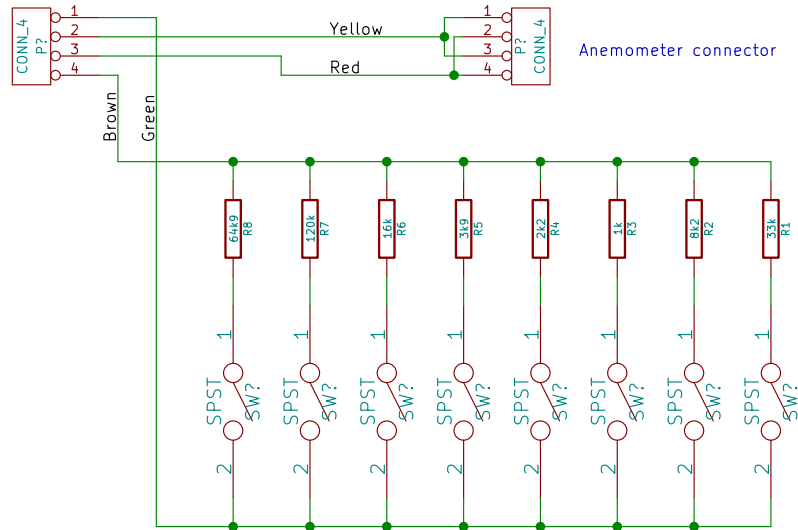 CONN_4
P?
1
2
3
4
Yellow
Red
Brown
Green
1
2
3
4
P?
CONN_4
Anemometer connector
64k9
R8
120k
R7
16k
R6
3k9
R5
2k2
R4
1k
R3
8k2
R2
33k
R1
1
1
1
1
1
1
1
1
SPST
SW?
SPST
SW?
SPST
SW?
SPST
SW?
SPST
SW?
SPST
SW?
SPST
SW?
SPST
SW?
2
2
2
2
2
2
2
2